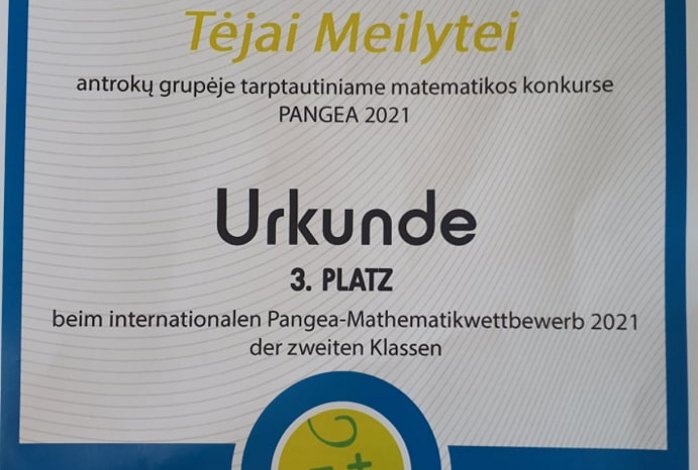 Tėjai Meilytei
antrokų grupėje tarptautiniame matematikos konkurse
PANGEA 2021
Urkunde
3. PLATZ
beim internationalen Pangea-Mathematikwettbewerb 2021
der zweiten Klassen